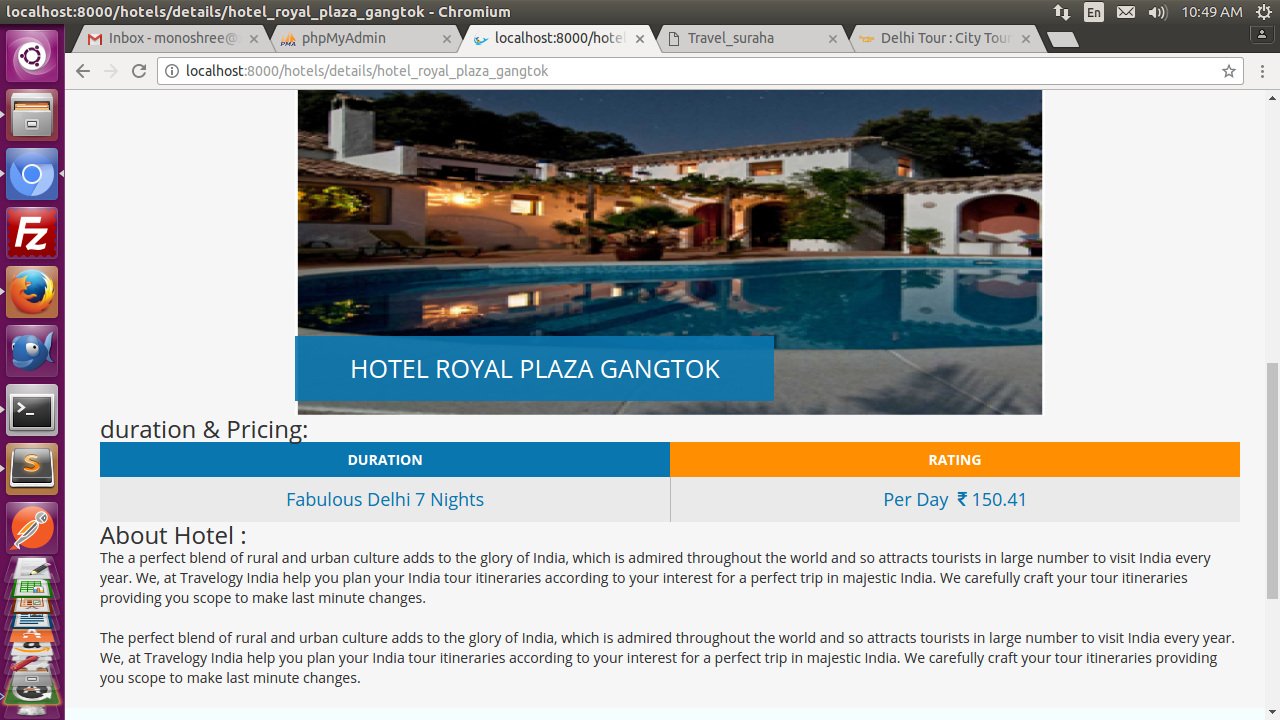 localhost:8000/hotels/details/hotel_royal_plaza_gangtok - Chromium
En
10:49 AM
Inbox - monoshree@
phpMyAdmin
localhost:8000/hotel
Travel_suraha
Delhi Tour : City Tour
localhost:8000/hotels/details/hotel_royal_plaza_gangtok
HOTEL ROYAL PLAZA GANGTOK
duration & Pricing:
DURATION
RATING
Fabulous Delhi 7 Nights
Per Day ₹ 150.41
About Hotel :
The a perfect blend of rural and urban culture adds to the glory of India, which is admired throughout the world and so attracts tourists in large number to visit India every
year. We, at Travelogy India help you plan your India tour itineraries according to your interest for a perfect trip in majestic India. We carefully craft your tour itineraries
providing you scope to make last minute changes.
The perfect blend of rural and urban culture adds to the glory of India, which is admired throughout the world and so attracts tourists in large number to visit India every year.
We, at Travelogy India help you plan your India tour itineraries according to your interest for a perfect trip in majestic India. We carefully craft your tour itineraries providing
you scope to make last minute changes.